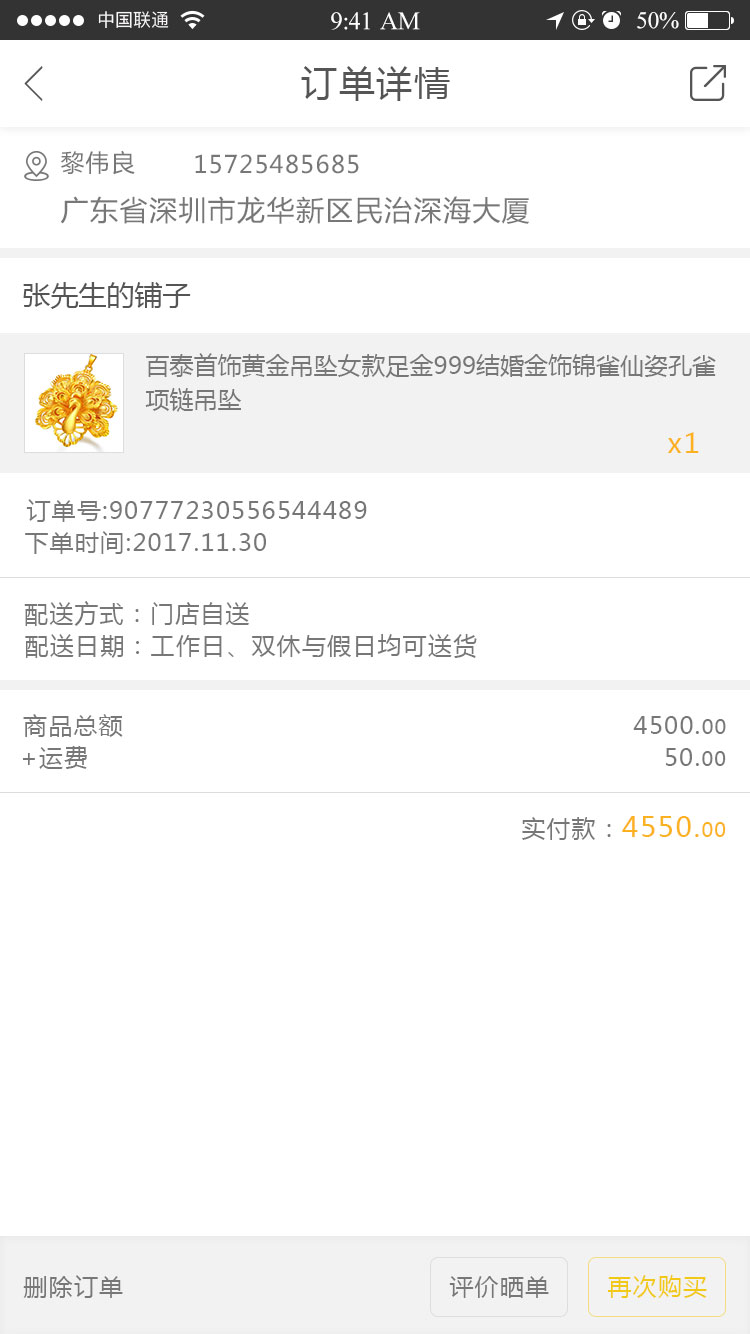 中国联通 9:41 AM 50%
订单详情
黎伟良 15725485685
广东省深圳市龙华新区民治深海大厦
张先生的铺子
百泰首饰黄金吊坠女款足金999结婚金饰锦雀仙姿孔雀
项链吊坠
x1
订单号:90777230556544489
下单时间:2017.11.30
配送方式：门店自送
配送日期：工作日、双休与假日均可送货
商品总额 4500.00
+运费 50.00
实付款：4550.00
删除订单 评价晒单 再次购买